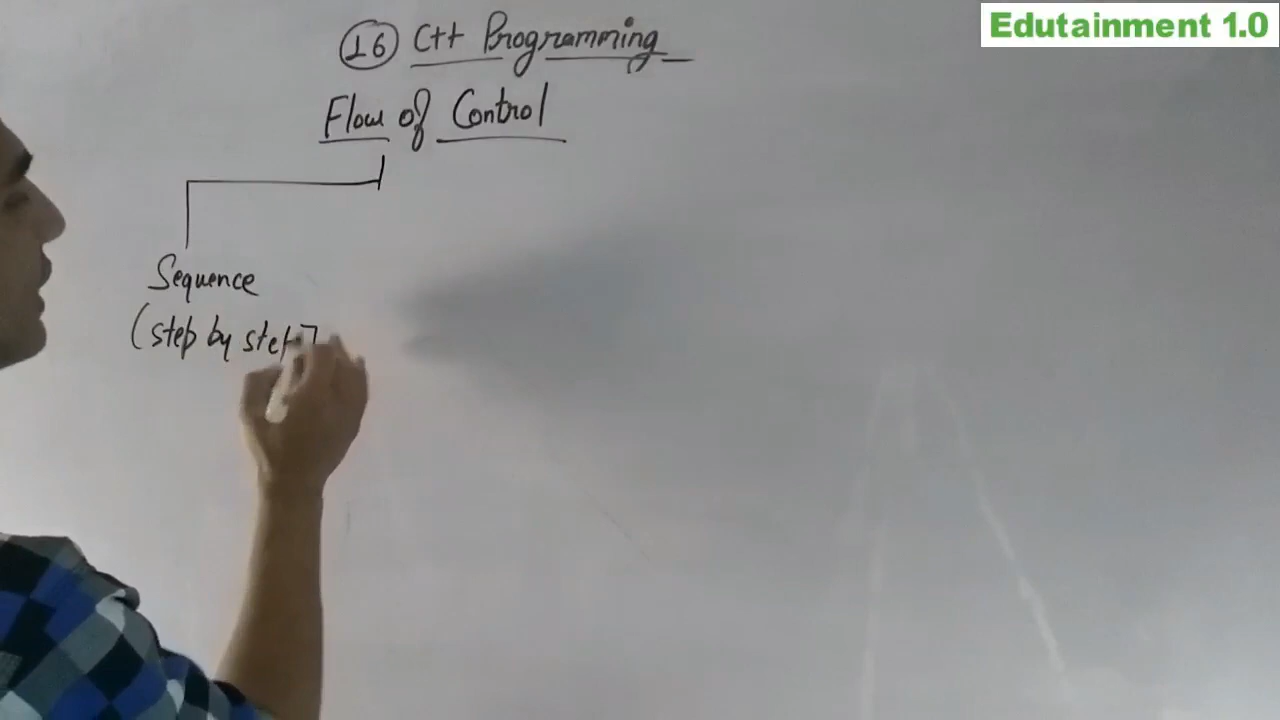 Edutainment 1.0
16 C++ Programming
Flow of Control
Sequence
(step by step)